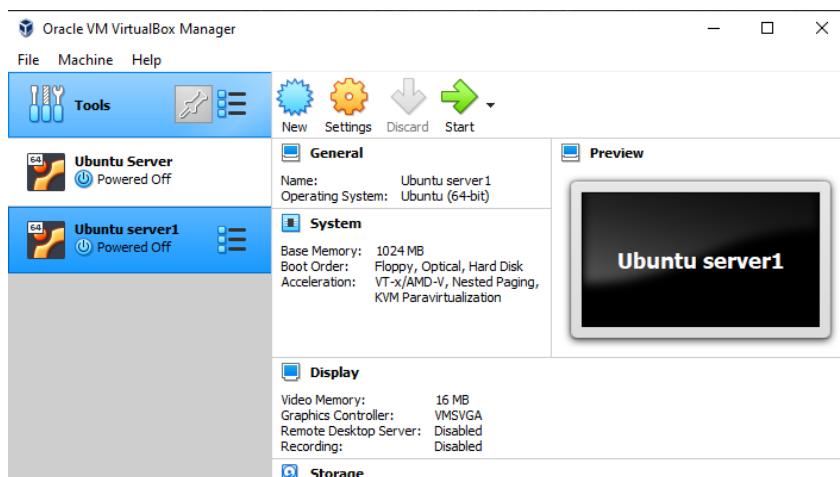 Oracle VM VirtualBox Manager
File Machine Help
Tools
New Settings Discard Start
64
Ubuntu Server
Powered Off
64
Ubuntu server1
Powered Off
General
Name: Ubuntu server1
Operating System: Ubuntu (64-bit)
System
Base Memory: 1024 MB
Boot Order: Floppy, Optical, Hard Disk
Acceleration: VT-x/AMD-V, Nested Paging,
KVM Paravirtualization
Preview
Ubuntu server1
Display
Video Memory: 16 MB
Graphics Controller: VMSVGA
Remote Desktop Server: Disabled
Recording: Disabled
Storage